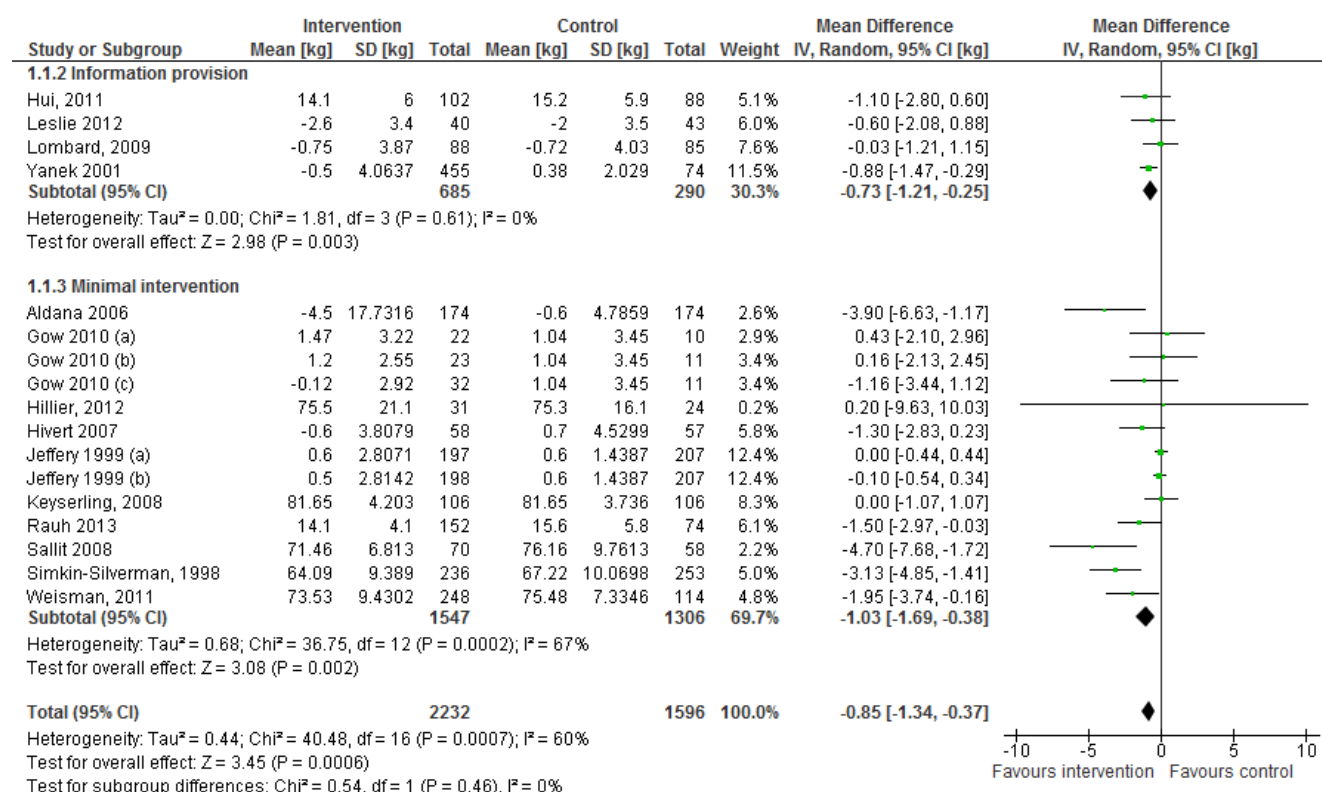 Intervention Control Mean Difference Mean Difference
Study or Subgroup Mean [kg] SD [kg] Total Mean [kg] SD [kg] Total Weight IV, Random, 95% CI [kg] IV, Random, 95% CI [kg]
1.1.2 Information provision
Hui, 2011 14.1 6 102 15.2 5.9 88 5.1% -1.10 [-2.80, 0.60]
Leslie 2012 -2.6 3.4 40 -2 3.5 43 6.0% -0.60 [-2.08, 0.88]
Lombard, 2009 -0.75 3.87 88 -0.72 4.03 85 7.6% -0.03 [-1.21, 1.15]
Yanek 2001 -0.5 4.0637 455 0.38 2.029 74 11.5% -0.88 [-1.47, -0.29]
Subtotal (95% CI) 685 290 30.3% -0.73 [-1.21, -0.25]
Heterogeneity: Tau² = 0.00; Chi² = 1.81, df = 3 (P = 0.61); I² = 0%
Test for overall effect: Z = 2.98 (P = 0.003)
1.1.3 Minimal intervention
Aldana 2006 -4.5 17.7316 174 -0.6 4.7859 174 2.6% -3.90 [-6.63, -1.17]
Gow 2010 (a) 1.47 3.22 22 1.04 3.45 10 2.9% 0.43 [-2.10, 2.96]
Gow 2010 (b) 1.2 2.55 23 1.04 3.45 11 3.4% 0.16 [-2.13, 2.45]
Gow 2010 (c) -0.12 2.92 32 1.04 3.45 11 3.4% -1.16 [-3.44, 1.12]
Hillier, 2012 75.5 21.1 31 75.3 16.1 24 0.2% 0.20 [-9.63, 10.03]
Hivert 2007 -0.6 3.8079 58 0.7 4.5299 57 5.8% -1.30 [-2.83, 0.23]
Jeffery 1999 (a) 0.6 2.8071 197 0.6 1.4387 207 12.4% 0.00 [-0.44, 0.44]
Jeffery 1999 (b) 0.5 2.8142 198 0.6 1.4387 207 12.4% -0.10 [-0.54, 0.34]
Keyserling, 2008 81.65 4.203 106 81.65 3.736 106 8.3% 0.00 [-1.07, 1.07]
Rauh 2013 14.1 4.1 152 15.6 5.8 74 6.1% -1.50 [-2.97, -0.03]
Sallit 2008 71.46 6.813 70 76.16 9.7613 58 2.2% -4.70 [-7.68, -1.72]
Simkin-Silverman, 1998 64.09 9.389 236 67.22 10.0698 253 5.0% -3.13 [-4.85, -1.41]
Weisman, 2011 73.53 9.4302 248 75.48 7.3346 114 4.8% -1.95 [-3.74, -0.16]
Subtotal (95% CI) 1547 1306 69.7% -1.03 [-1.69, -0.38]
Heterogeneity: Tau² = 0.68; Chi² = 36.75, df = 12 (P = 0.0002); I² = 67%
Test for overall effect: Z = 3.08 (P = 0.002)
Total (95% CI) 2232 1596 100.0% -0.85 [-1.34, -0.37]
Heterogeneity: Tau² = 0.44; Chi² = 40.48, df = 16 (P = 0.0007); I² = 60%
Test for overall effect: Z = 3.45 (P = 0.0006)
Test for subgroup differences: Chi² = 0.54, df = 1 (P = 0.46), I² = 0%
-10 -5 0 5 10
Favours intervention Favours control